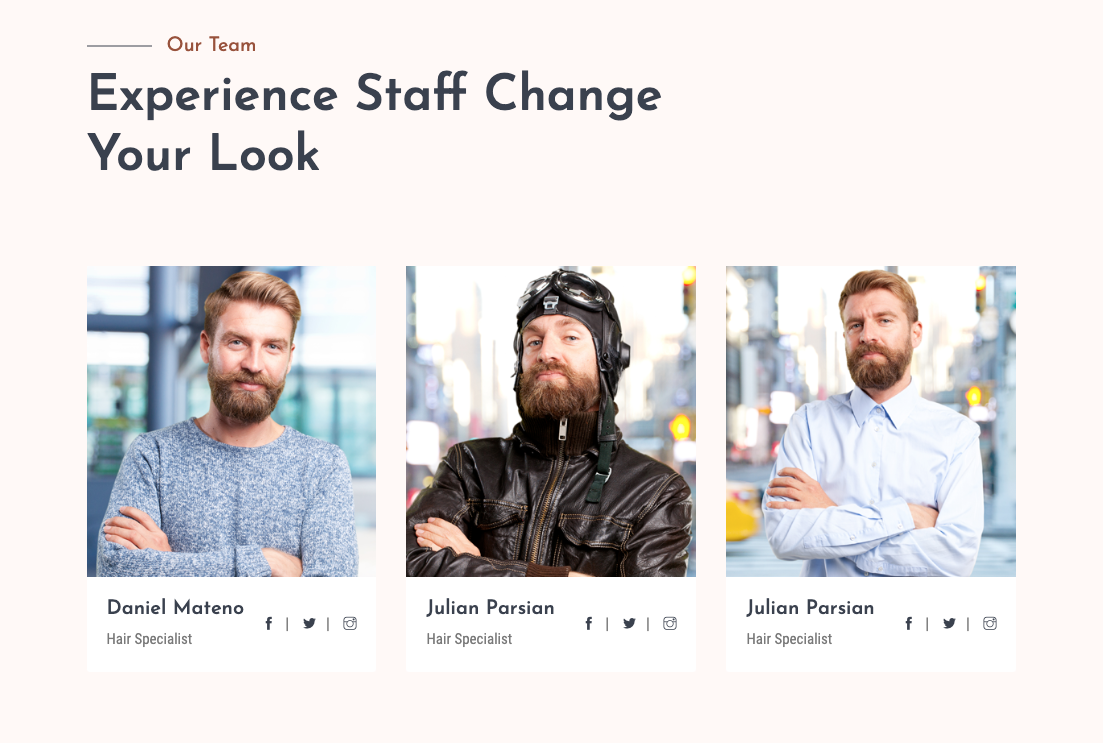 Our Team
Experience Staff Change
Your Look
Daniel Mateno
Hair Specialist
Julian Parsian
Hair Specialist
Julian Parsian
Hair Specialist